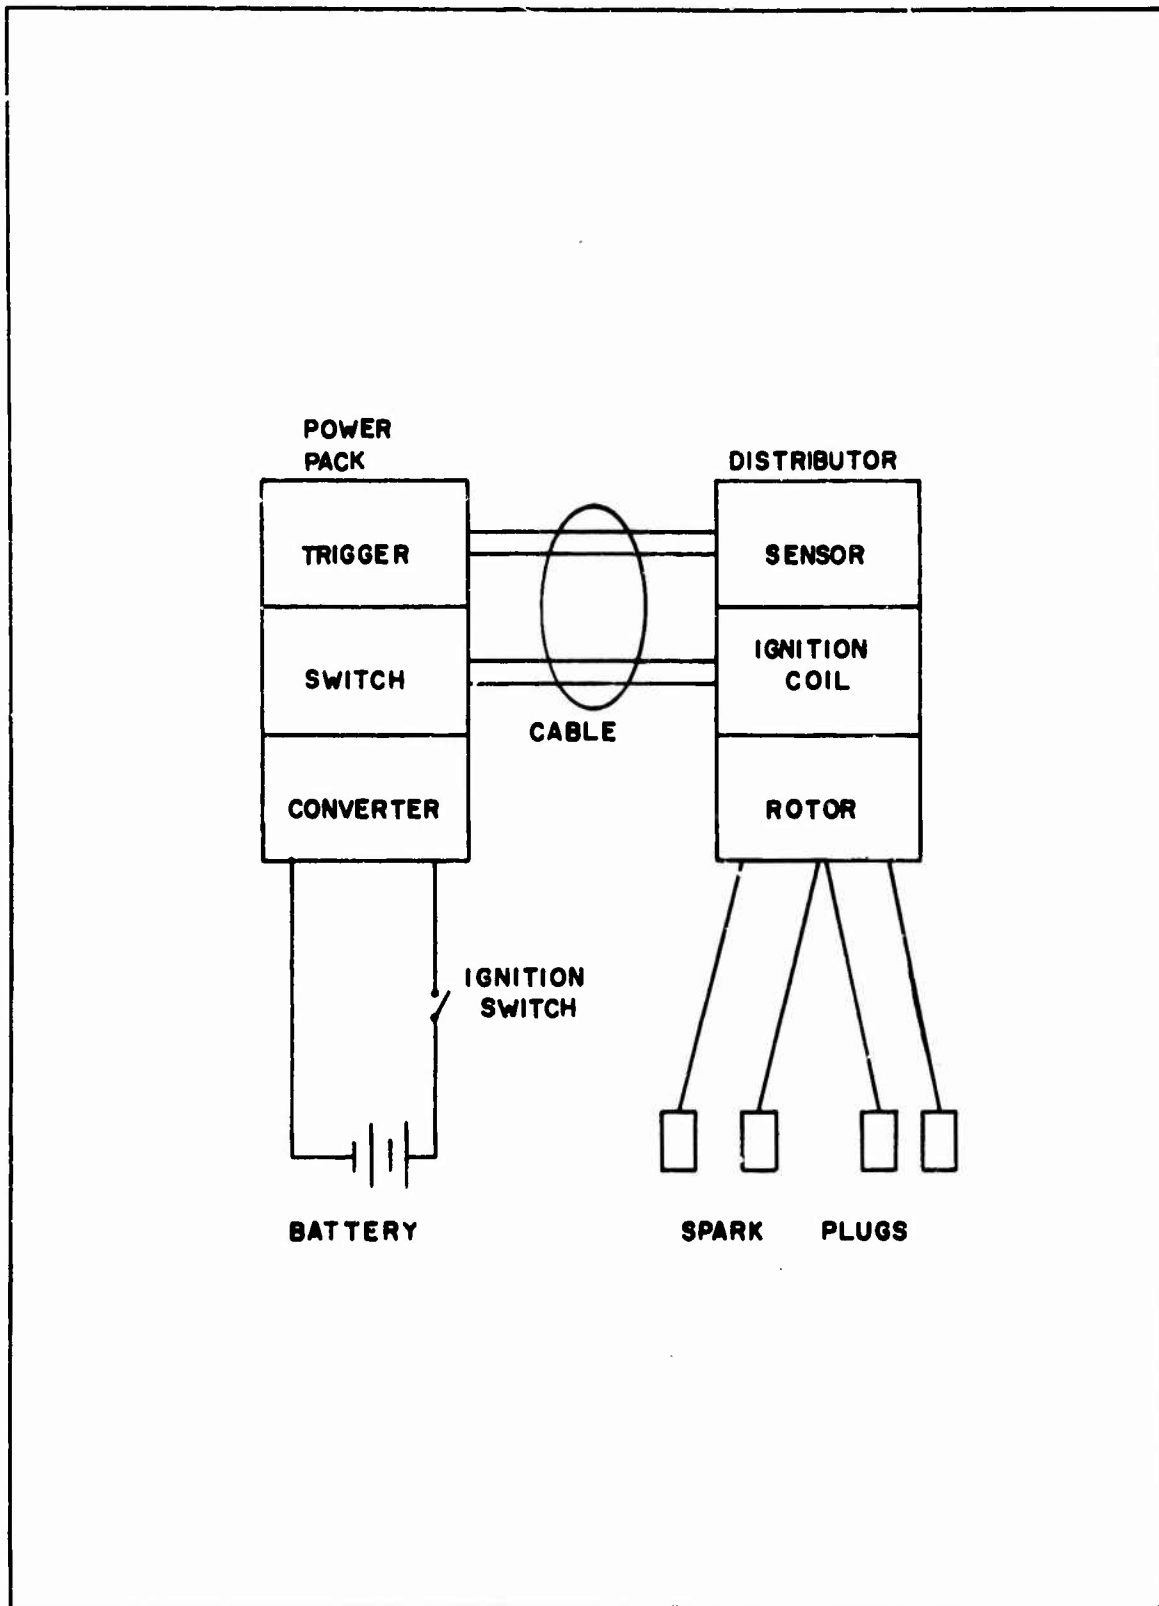 POWER
PACK
DISTRIBUTOR
TRIGGER
SENSOR
SWITCH
IGNITION
COIL
CABLE
CONVERTER
ROTOR
IGNITION
SWITCH
BATTERY
SPARK PLUGS